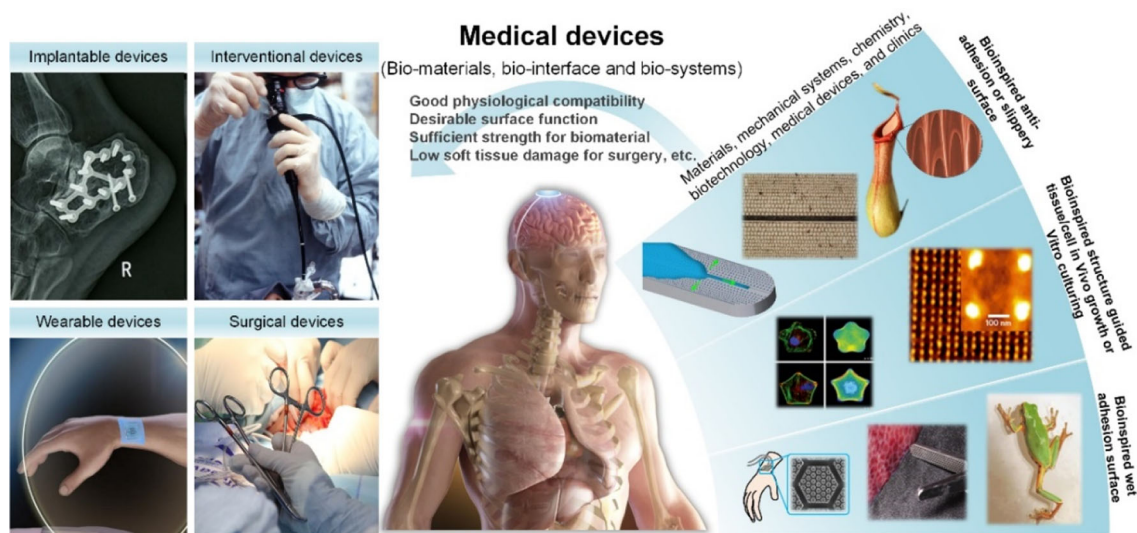 Medical devices
(Bio-materials, bio-interface and bio-systems)
Implantable devices
Interventional devices
Good physiological compatibility
Desirable surface function
Sufficient strength for biomaterial
Low soft tissue damage for surgery, etc.
R
Wearable devices
Surgical devices
Materials, mechanical systems, chemistry,
biotechnology, medical devices, and clinics
Bioinspired anti-
adhesion or slippery
surface
Bioinspired structure guided
tissue/cell in Vivo growth or
Vitro culturing
100 nm
Bioinspired wet
adhesion surface